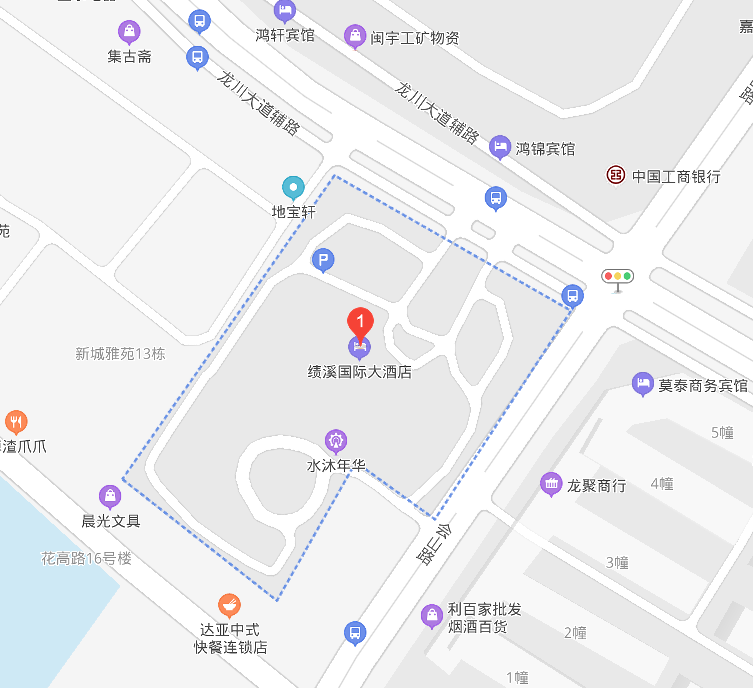 鸿轩宾馆
闽宇工矿物资
嘉
集古斋
龙川大道辅路
龙川大道辅路
路
鸿锦宾馆
中国工商银行
地宝轩
苑
P
1
新城雅苑13栋
绩溪国际大酒店
莫泰商务宾馆
渣爪爪
水沐年华
5幢
晨光文具
龙聚商行
4幢
会山路
花高路16号楼
3幢
利百家批发
烟酒百货
达亚中式
快餐连锁店
2幢
1幢